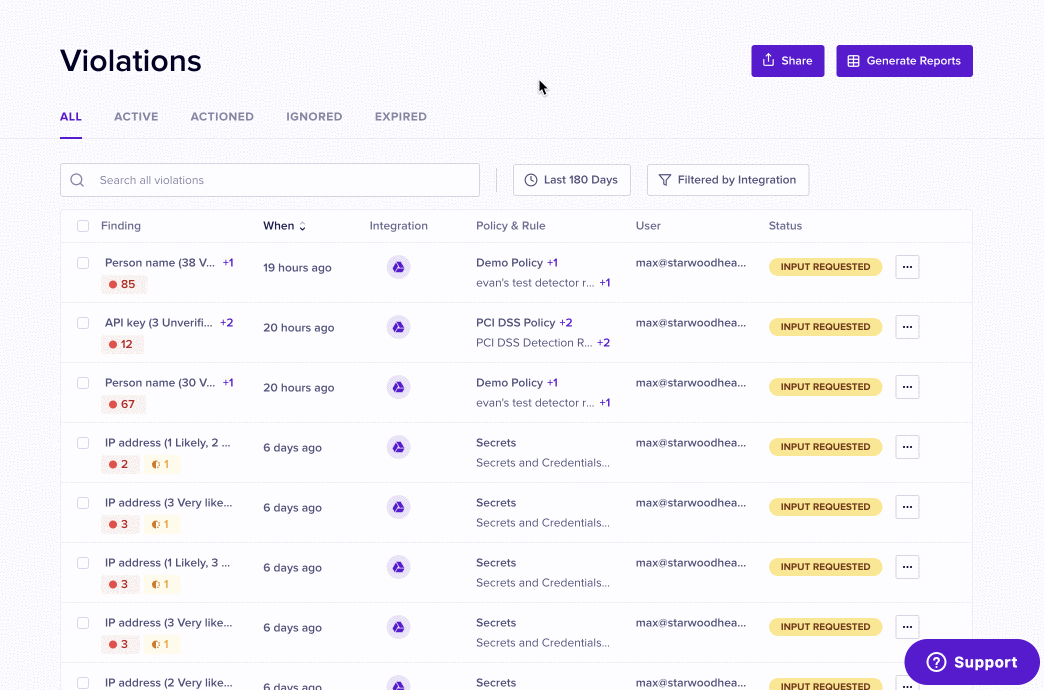 Violations
Share
Generate Reports
ALL ACTIVE ACTIONED IGNORED EXPIRED
Search all violations
Last 180 Days
Filtered by Integration
Finding When Integration Policy & Rule User Status
Person name (38 V... +1 19 hours ago Demo Policy +1 max@starwoodhea... INPUT REQUESTED ...
85 evan's test detector r... +1
API key (3 Unverifi... +2 20 hours ago PCI DSS Policy +2 max@starwoodhea... INPUT REQUESTED ...
12 PCI DSS Detection R... +2
Person name (30 V... +1 20 hours ago Demo Policy +1 max@starwoodhea... INPUT REQUESTED ...
67 evan's test detector r... +1
IP address (1 Likely, 2 ... 6 days ago Secrets max@starwoodhea... INPUT REQUESTED ...
2 1 Secrets and Credentials...
IP address (3 Very like... 6 days ago Secrets max@starwoodhea... INPUT REQUESTED ...
3 1 Secrets and Credentials...
IP address (1 Likely, 3 ... 6 days ago Secrets max@starwoodhea... INPUT REQUESTED ...
3 1 Secrets and Credentials...
IP address (3 Very like... 6 days ago Secrets max@starwoodhea... INPUT REQUESTED ...
3 1 Secrets and Credentials...
IP address (2 Very like... 6 days ago Secrets max@starwoodhea... INPUT REQUESTED ...
? Support